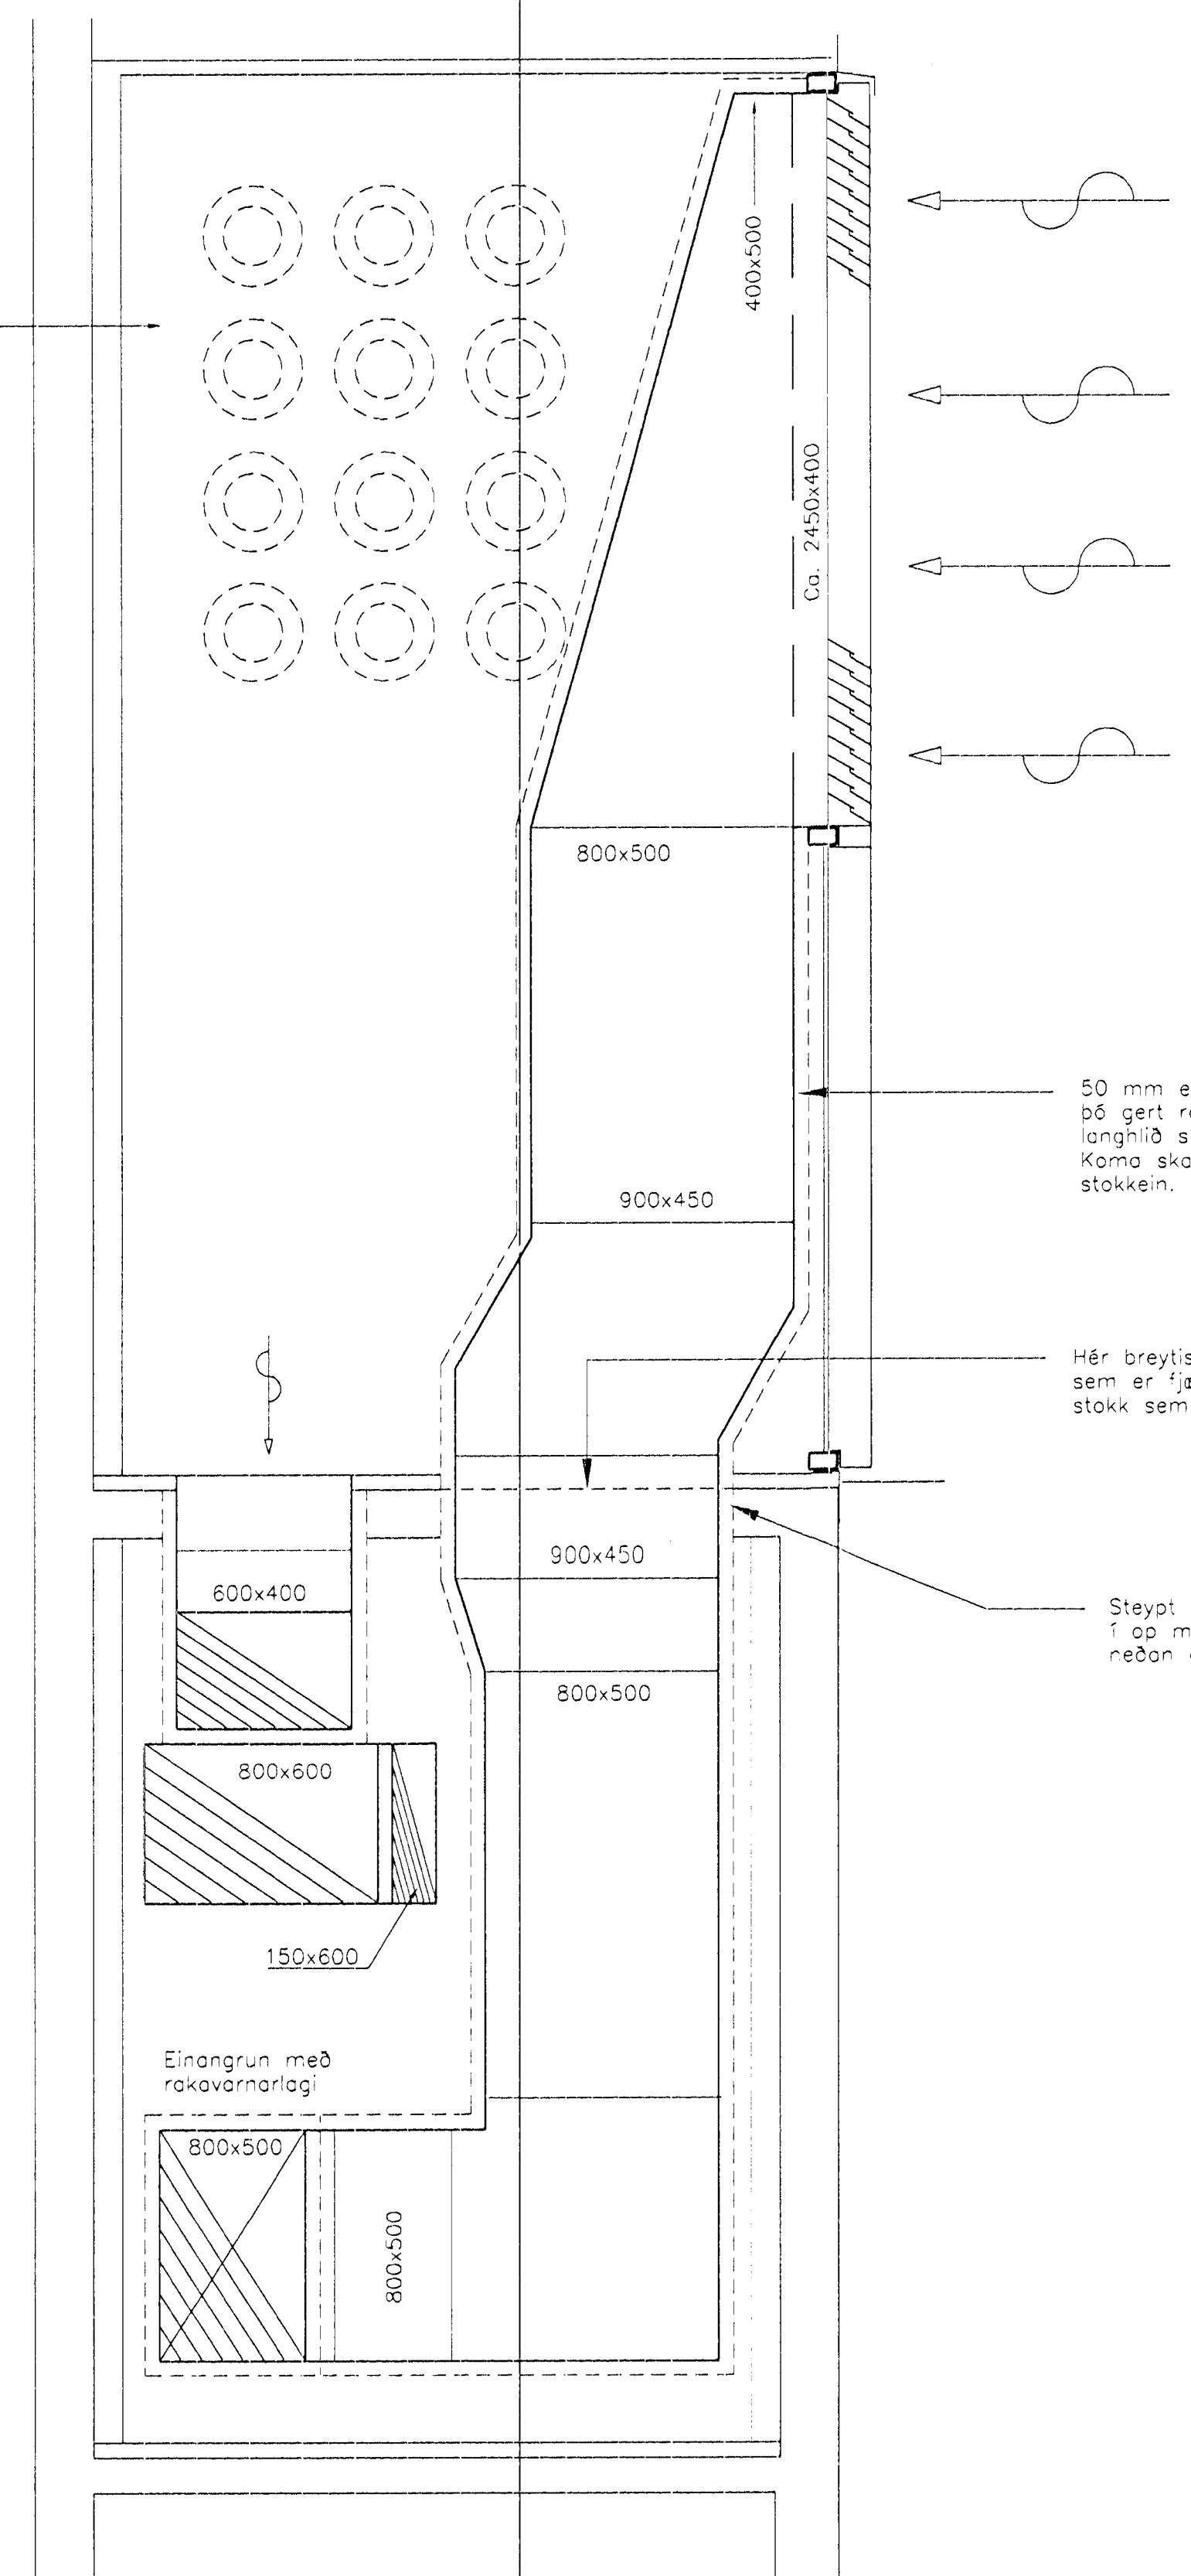 400x500
Ca. 2450x400
800x500
50 mm e
þó gert
langhlið s
Koma ska
stokkein.
900x450
Hér breytis
sem er
stokk sem
900x450
600x400
Steypt
í op m
neðan
800x500
800x600
150x600
Einangrun með
rakavarnarlagi
800x500
800x500